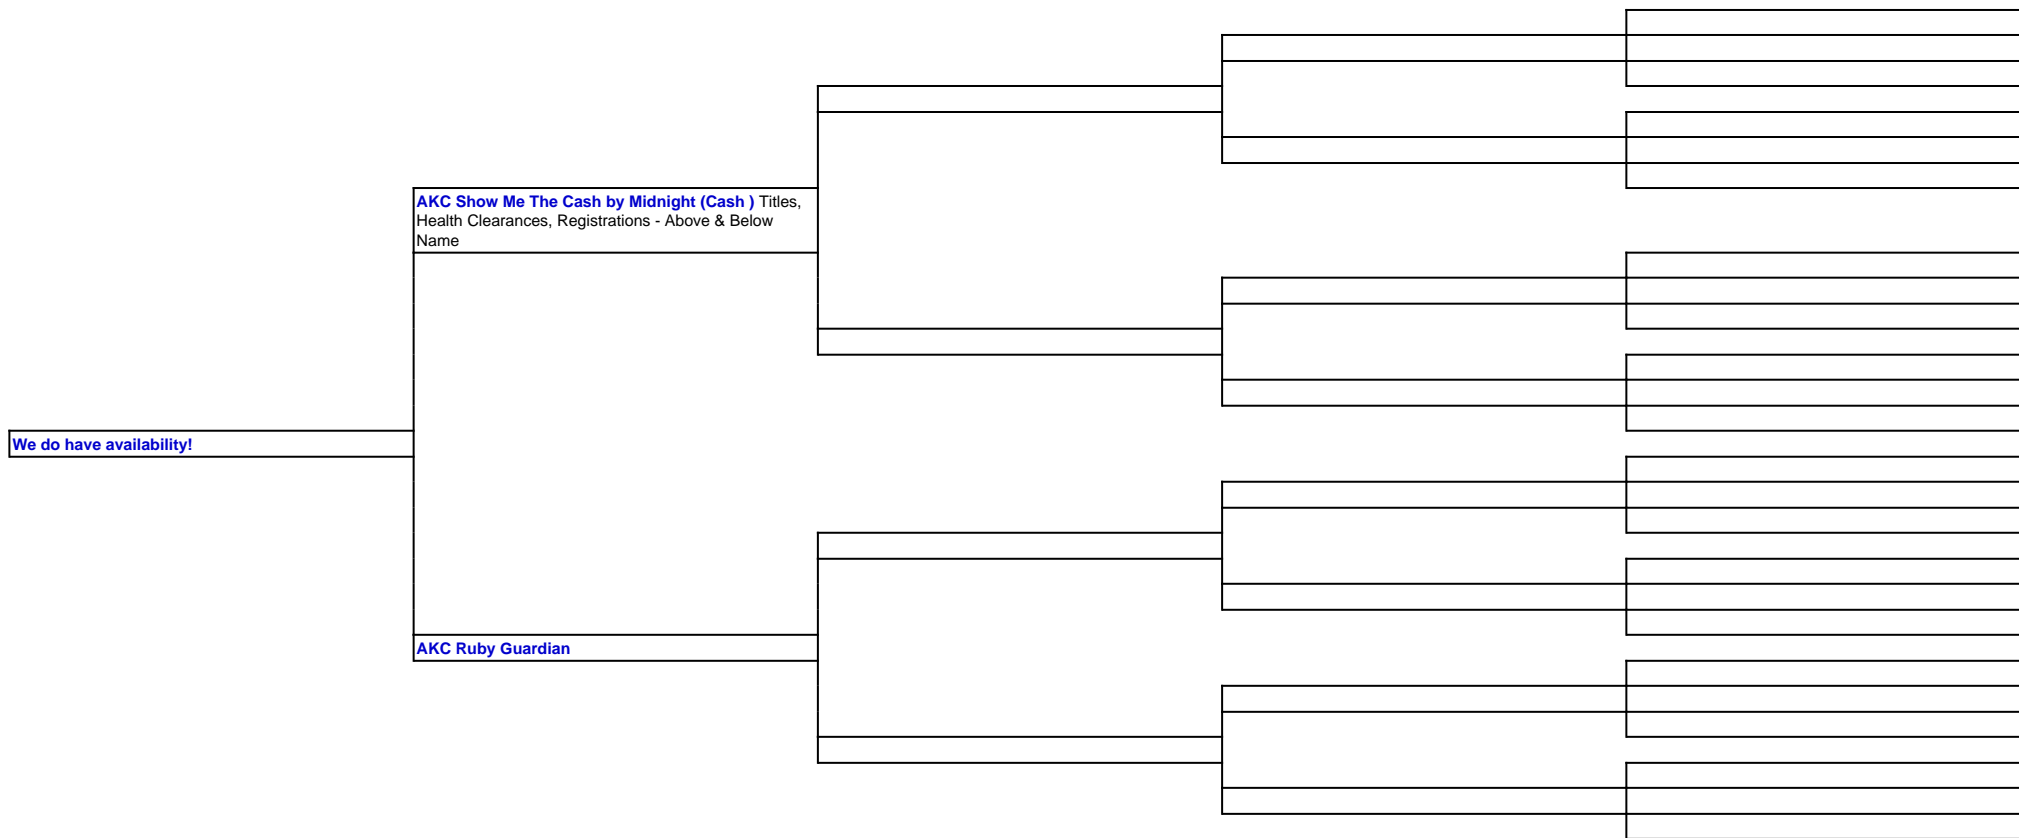 AKC Show Me The Cash by Midnight (Cash ) Titles,
Health Clearances, Registrations - Above & Below
Name
We do have availability!
AKC Ruby Guardian